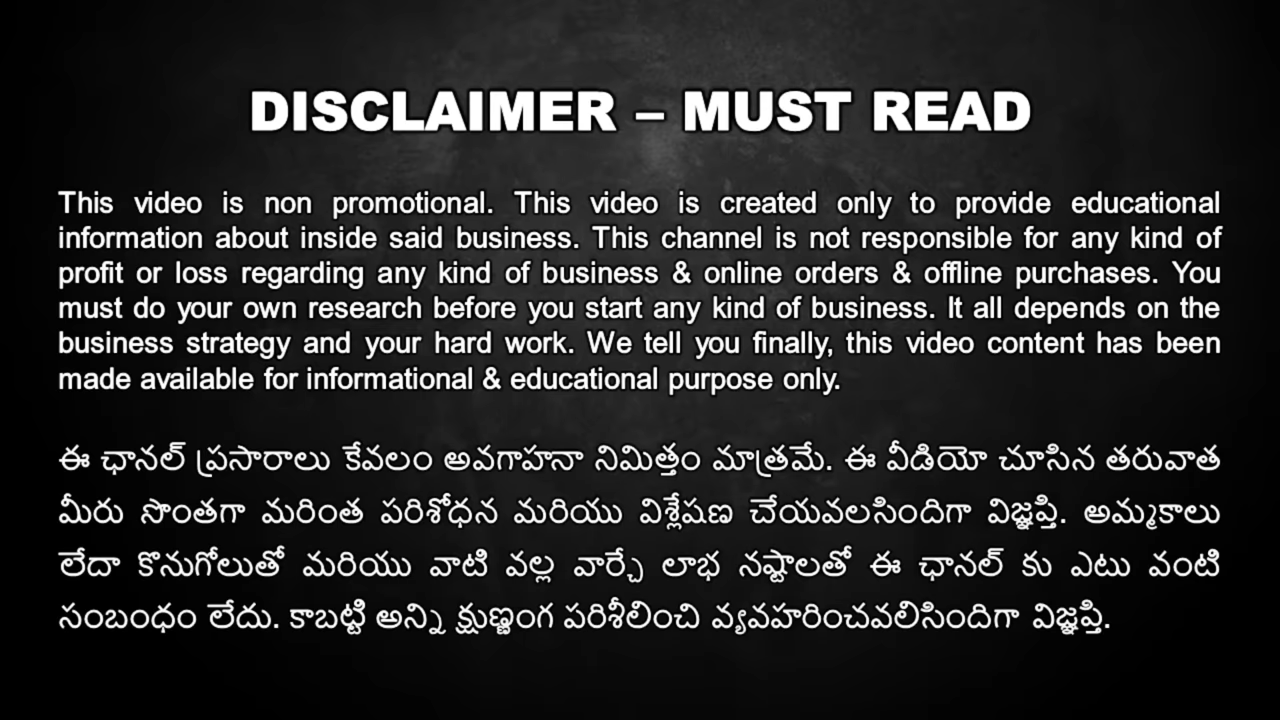 DISCLAIMER – MUST READ
This video is non promotional. This video is created only to provide educational
information about inside said business. This channel is not responsible for any kind of
profit or loss regarding any kind of business & online orders & offline purchases. You
must do your own research before you start any kind of business. It all depends on the
business strategy and your hard work. We tell you finally, this video content has been
made available for informational & educational purpose only.
ఈ ఛానల్ ప్రసారాలు కేవలం అవగాహనా నిమిత్తం మాత్రమే. ఈ వీడియో చూసిన తరువాత
మీరు సొంతగా మరింత పరిశోధన మరియు విశ్లేషణ చేయవలసిందిగా విజ్ఞప్తి. అమ్మకాలు
లేదా కొనుగోలుతో మరియు వాటి వల్ల వార్చే లాభ నష్టాలతో ఈ ఛానల్ కు ఎటు వంటి
సంబంధం లేదు. కాబట్టి అన్ని క్షుణ్ణంగ పరిశీలించి వ్యవహరించవలిసిందిగా విజ్ఞప్తి.